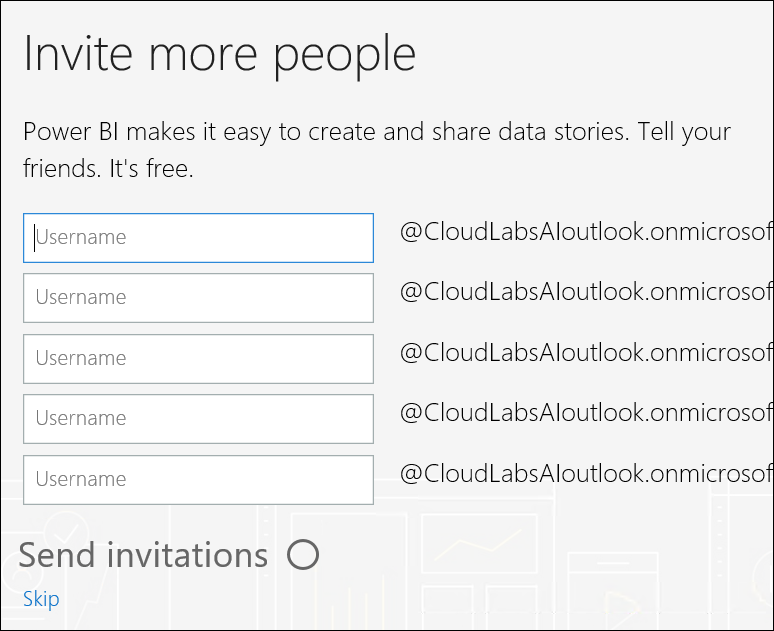 Invite more people
Power BI makes it easy to create and share data stories. Tell your
friends. It's free.
Username @CloudLabsAIoutlook.onmicrosof
Username @CloudLabsAIoutlook.onmicrosof
Username @CloudLabsAIoutlook.onmicrosof
Username @CloudLabsAIoutlook.onmicrosof
Username @CloudLabsAIoutlook.onmicrosof
Send invitations
Skip